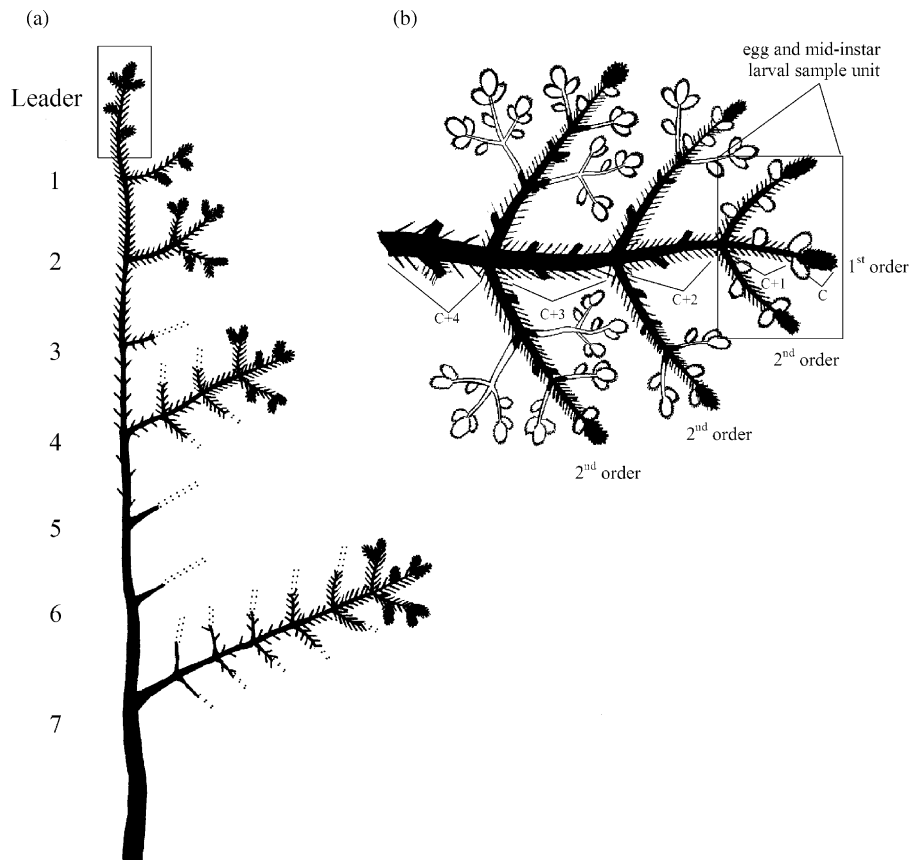 (a)
Leader
1
2
3
4
5
6
7
(b)
egg and mid-instar
larval sample unit
1st order
C
C+1
C+2
C+3
C+4
2nd order
2nd order
2nd order